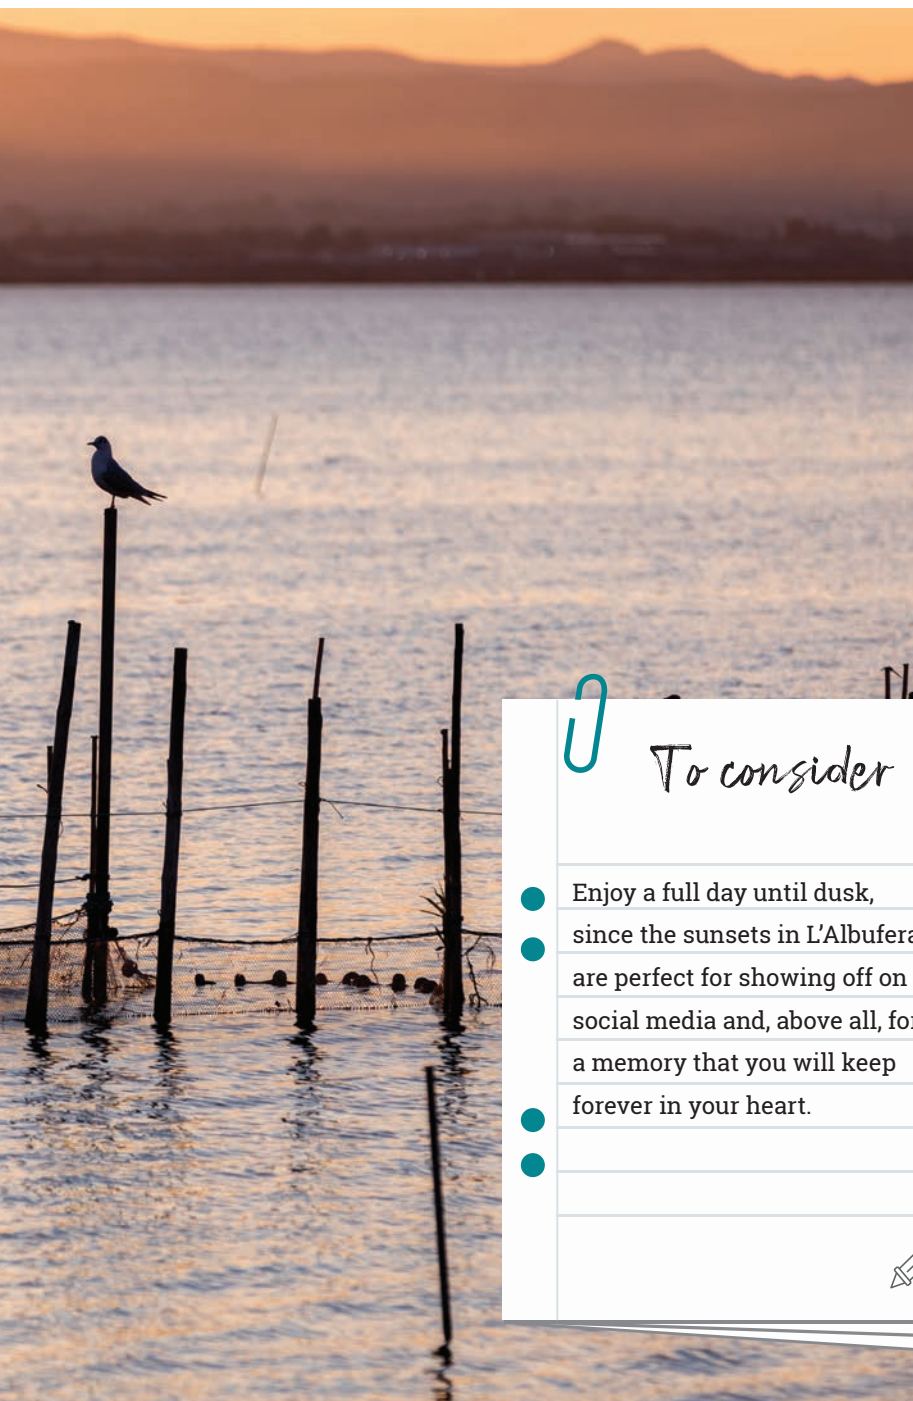 To consider
Enjoy a full day until dusk,
since the sunsets in L’Albufera
are perfect for showing off on
social media and, above all, for
a memory that you will keep
forever in your heart.